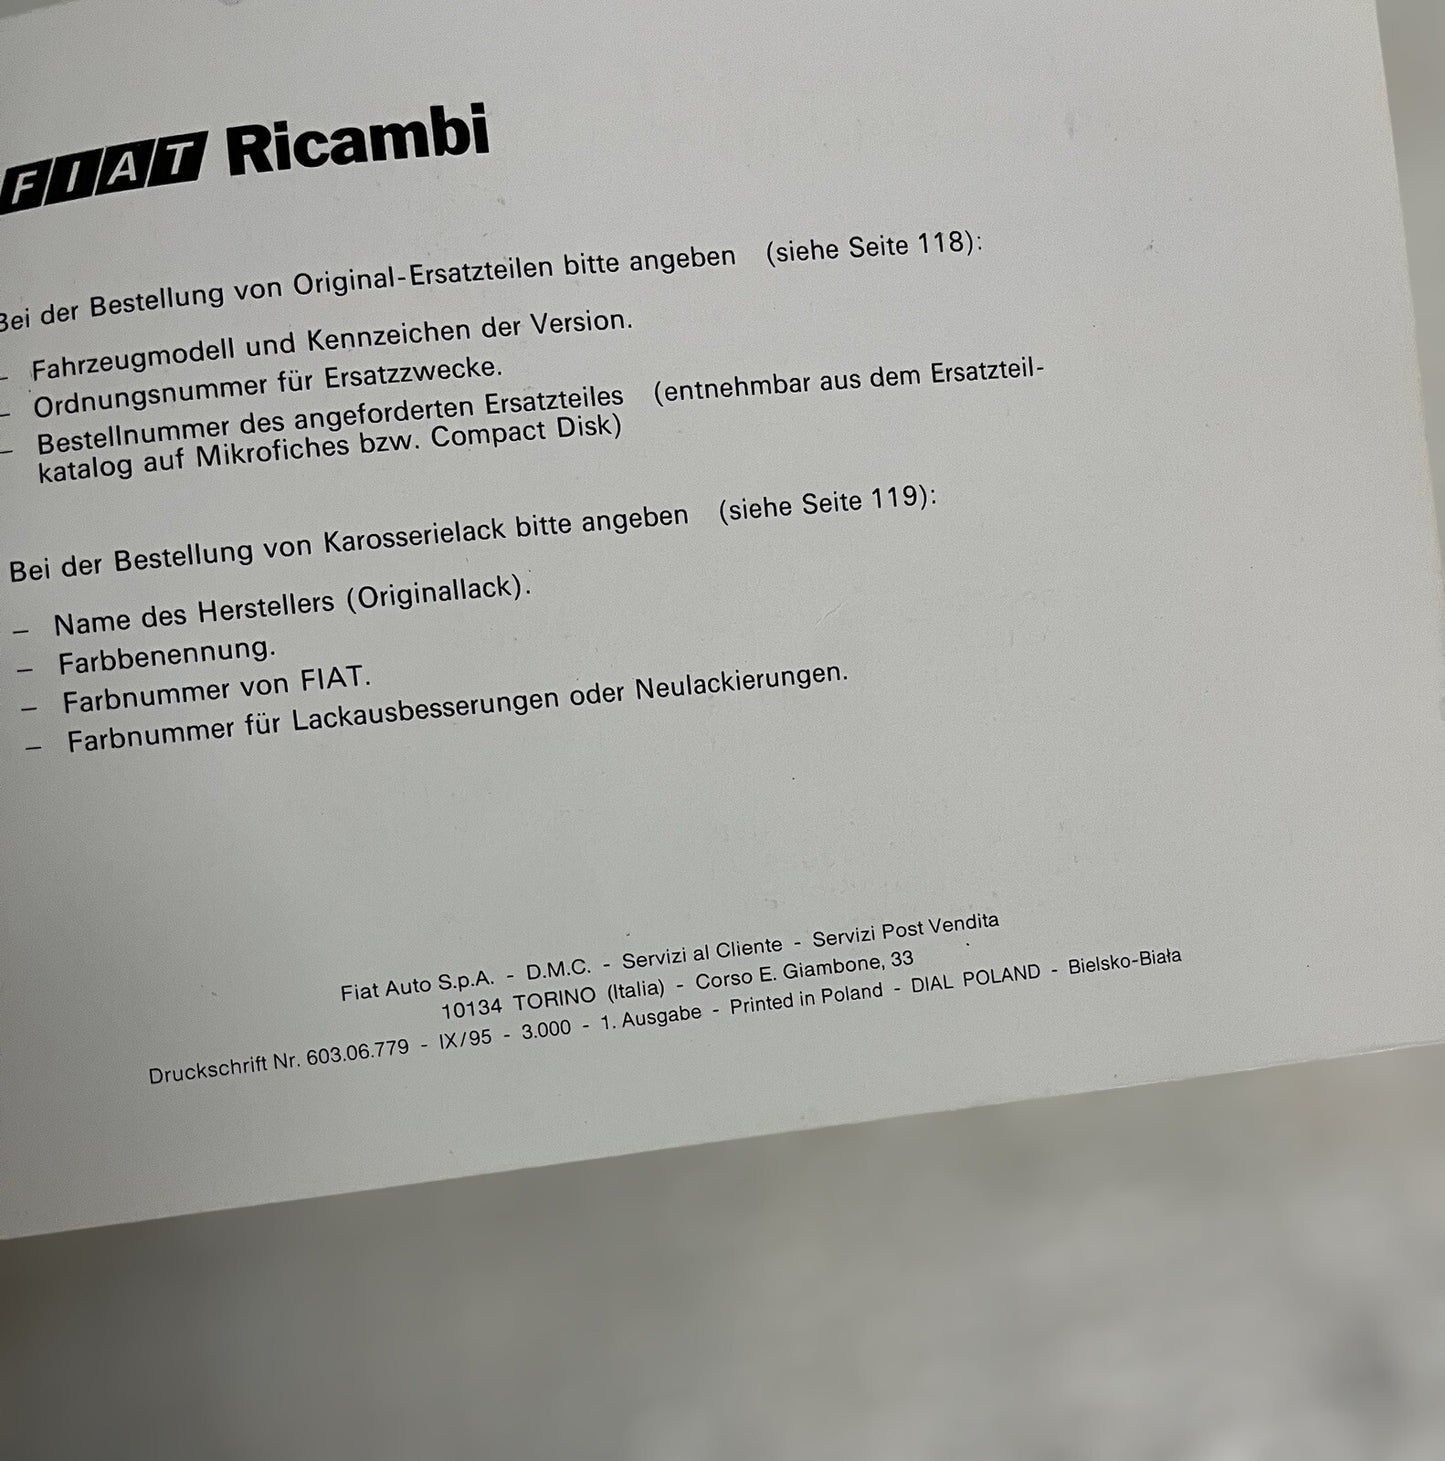 FIAT Ricambi
Bei der Bestellung von Original-Ersatzteilen bitte angeben (siehe Seite 118):
– Fahrzeugmodell und Kennzeichen der Version.
– Ordnungsnummer für Ersatzzwecke.
– Bestellnummer des angeforderten Ersatzteiles (entnehmbar aus dem Ersatzteil-
katalog auf Mikrofiches bzw. Compact Disk)
Bei der Bestellung von Karosserielack bitte angeben (siehe Seite 119):
– Name des Herstellers (Originallack).
– Farbbenennung.
– Farbnummer von FIAT.
– Farbnummer für Lackausbesserungen oder Neulackierungen.
Fiat Auto S.p.A. - D.M.C. - Servizi al Cliente - Servizi Post Vendita
10134 TORINO (Italia) - Corso E. Giambone, 33
Druckschrift Nr. 603.06.779 - IX/95 - 3.000 - 1. Ausgabe - Printed in Poland - DIAL POLAND - Bielsko-Biała